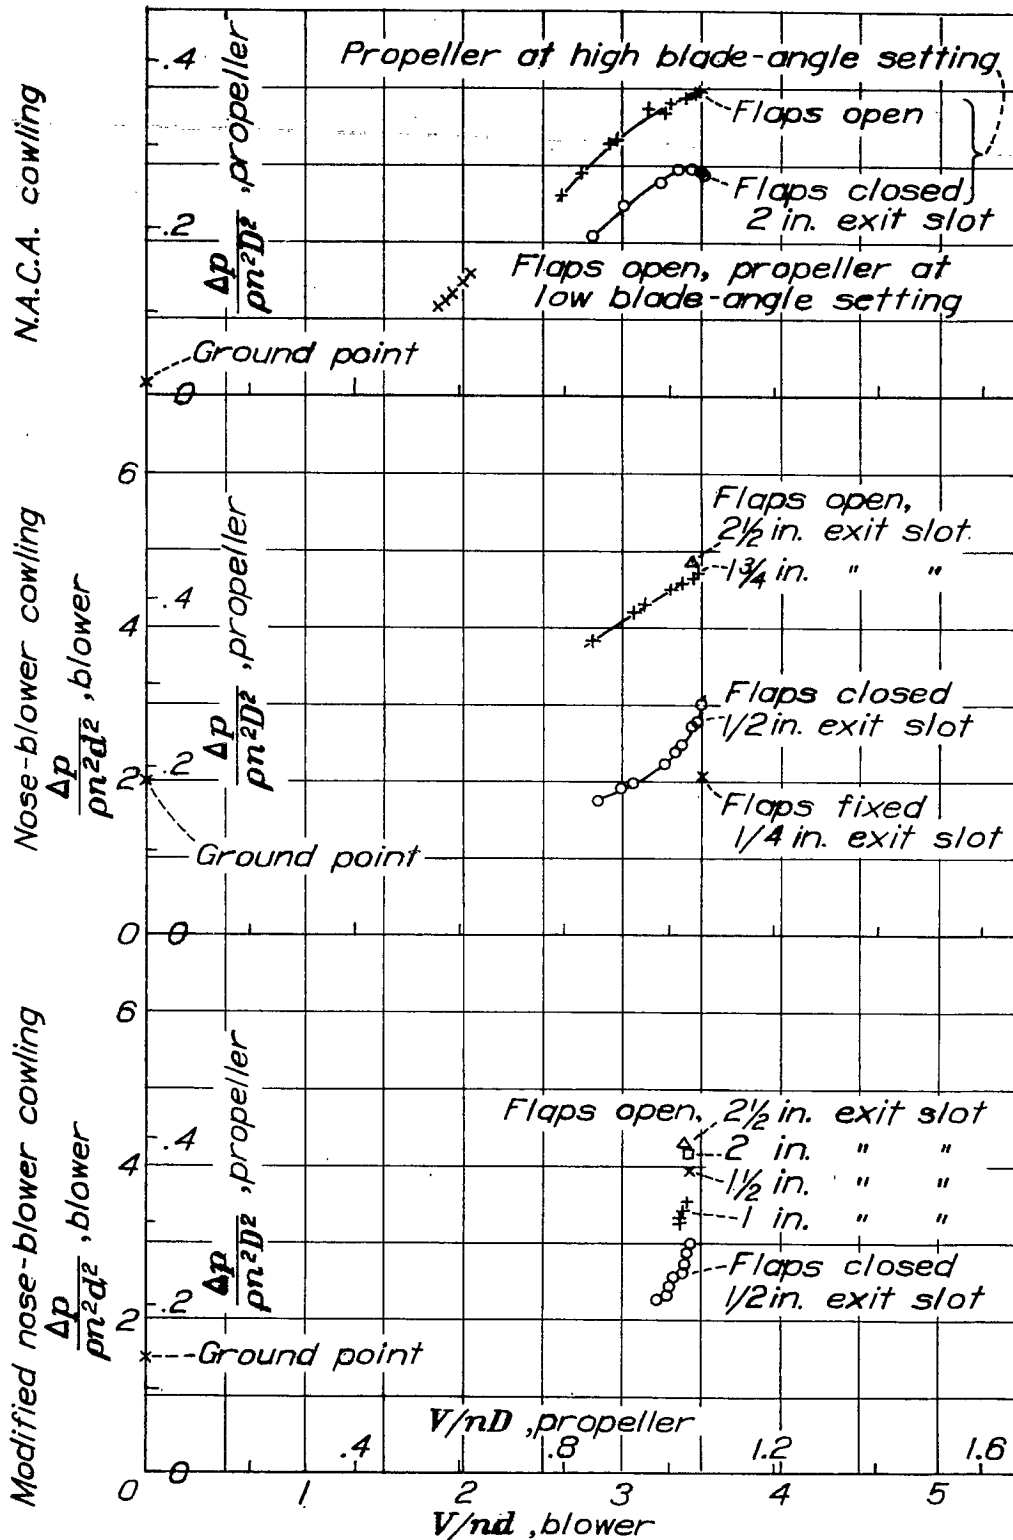 N.A.C.A. cowling
Δp/ρn²D², propeller
.4
.2
0
Propeller at high blade-angle setting
Flaps open
Flaps closed,
2 in. exit slot
Flaps open, propeller at
low blade-angle setting
Ground point
Nose-blower cowling
Δp/ρn²d², blower
Δp/ρn²D², propeller
6
4
2
0
.4
.2
0
Flaps open,
2½ in. exit slot
1¾ in. " "
Flaps closed
1/2 in. exit slot
Flaps fixed
1/4 in. exit slot
Ground point
Modified nose-blower cowling
Δp/ρn²d², blower
Δp/ρn²D², propeller
6
4
2
0
.4
.2
0
Flaps open, 2½ in. exit slot
2 in. " "
1½ in. " "
1 in. " "
Flaps closed
1/2 in. exit slot
Ground point
V/nD, propeller
.4 .8 1.2 1.6
0 1 2 3 4 5
V/nd, blower